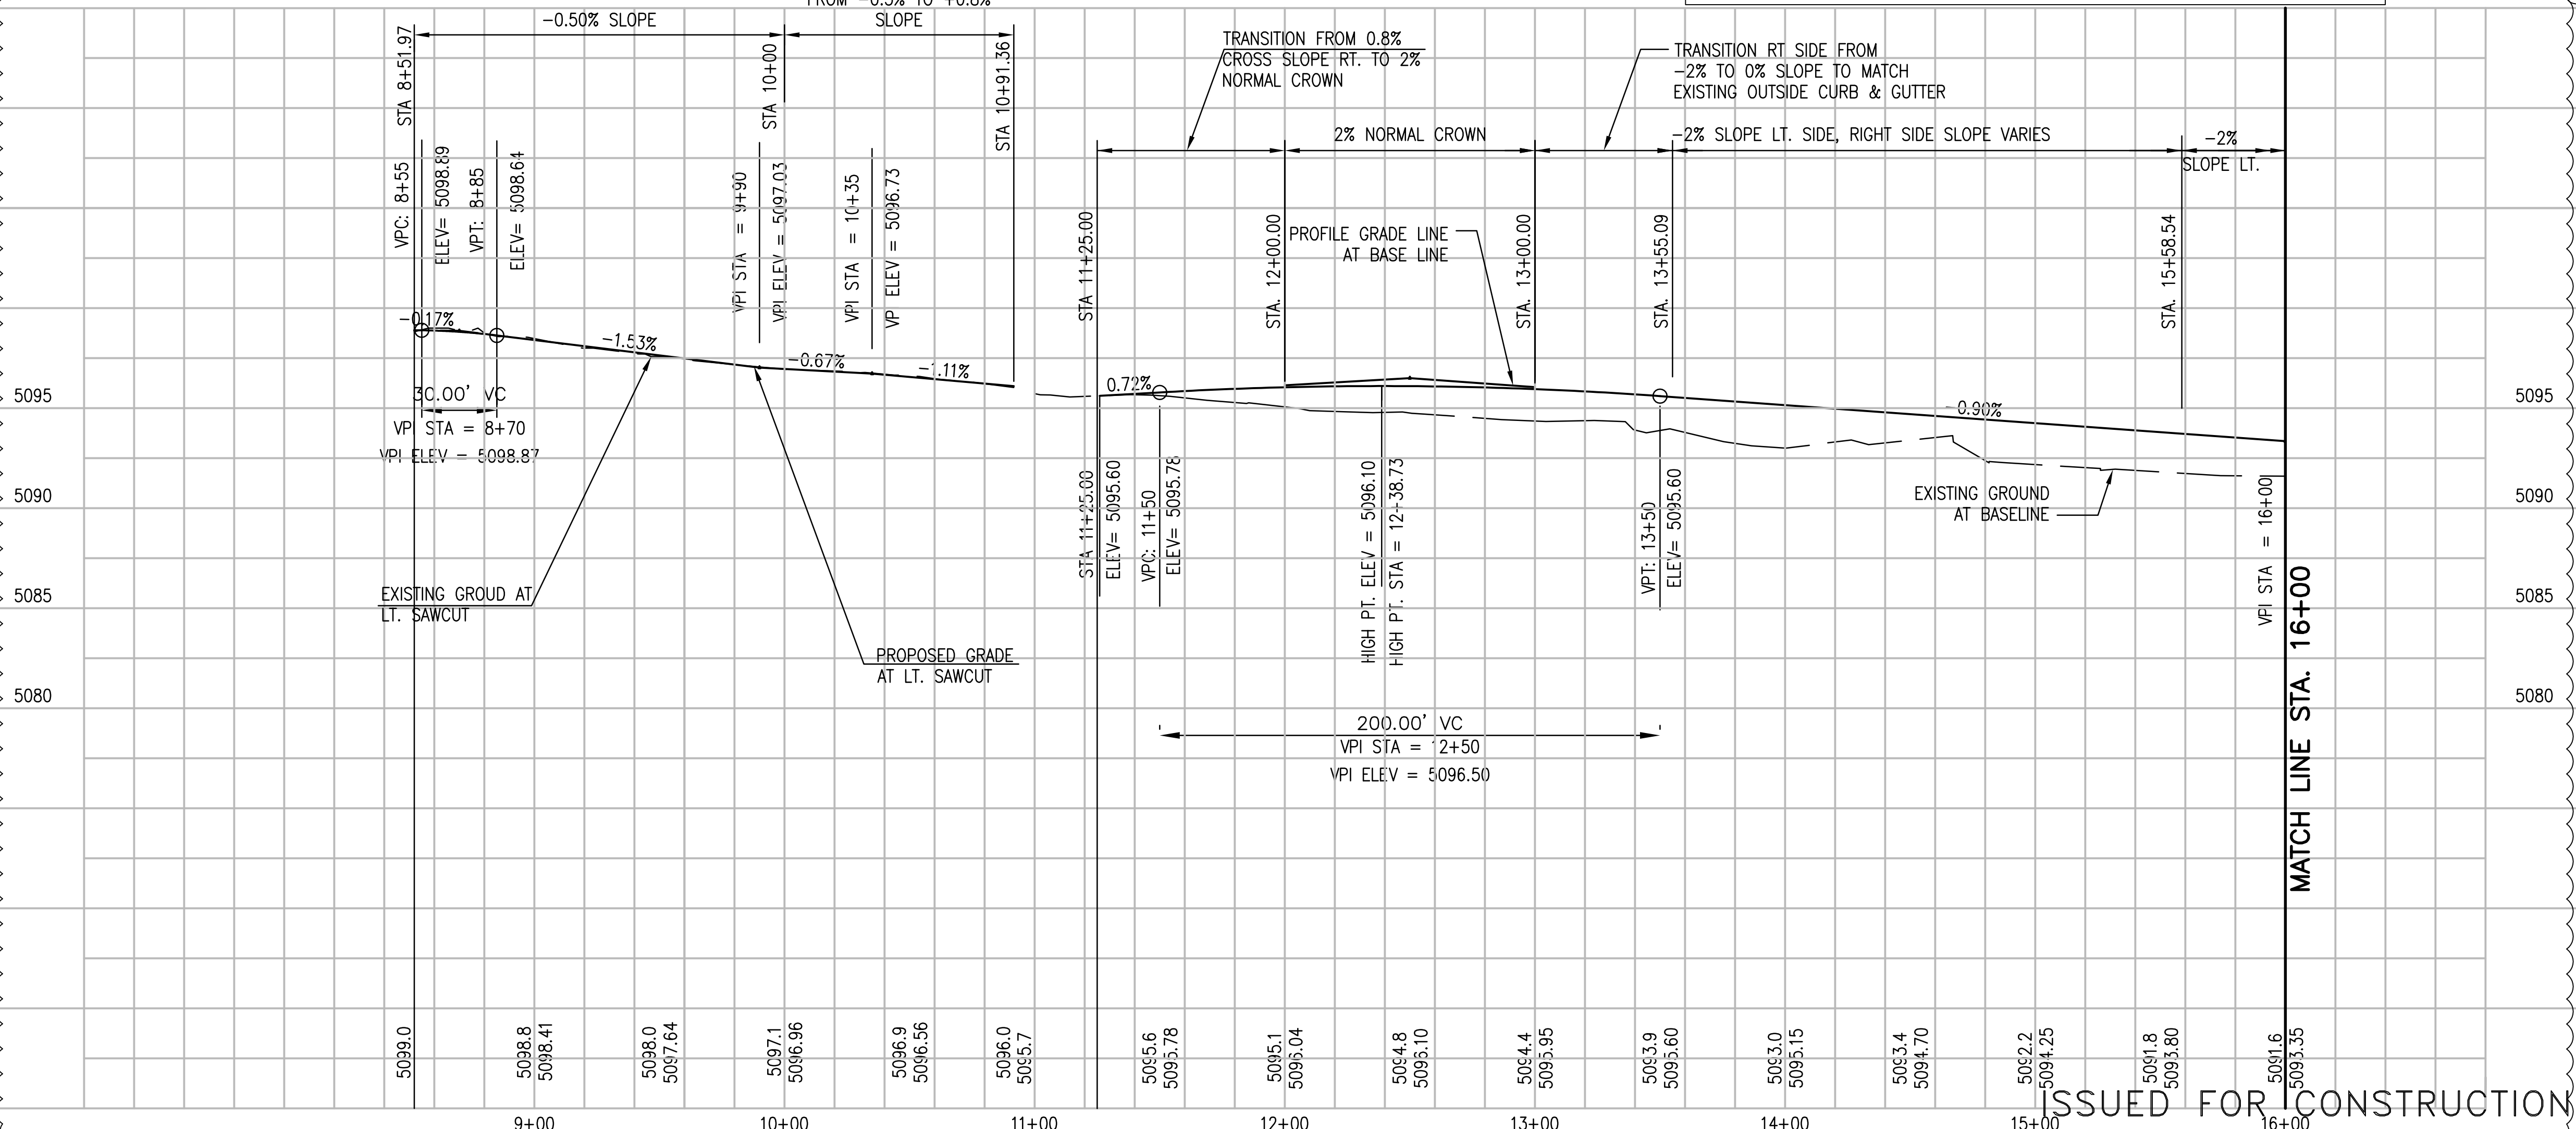 FROM -0.5% TO +0.8%
SLOPE
-0.50% SLOPE
STA 8+51.97
STA 10+00
STA 10+91.36
TRANSITION FROM 0.8%
CROSS SLOPE RT. TO 2%
NORMAL CROWN
TRANSITION RT SIDE FROM
-2% TO 0% SLOPE TO MATCH
EXISTING OUTSIDE CURB & GUTTER
2% NORMAL CROWN
-2% SLOPE LT. SIDE, RIGHT SIDE SLOPE VARIES
-2%
SLOPE LT.
VPC: 8+55
ELEV= 5098.89
VPT: 8+85
ELEV= 5098.64
VPI STA = 9+90
VPI ELEV = 5097.03
VPI STA = 10+35
VP ELEV = 5096.73
STA 11+25.00
STA. 12+00.00
PROFILE GRADE LINE
AT BASE LINE
STA. 13+00.00
STA. 13+55.09
STA. 15+58.54
-0.17%
-1.53%
-0.67%
-1.11%
0.72%
-0.90%
5095
30.00' VC
VPI STA = 8+70
VPI ELEV = 5098.87
5095
5090
STA 11+25.00
ELEV= 5095.60
VPC: 11+50
ELEV= 5095.78
HIGH PT. ELEV = 5096.10
HIGH PT. STA = 12+38.73
VPT: 13+50
ELEV= 5095.60
EXISTING GROUND
AT BASELINE
VPI STA = 16+00
5090
5085
EXISTING GROUD AT
LT. SAWCUT
5085
PROPOSED GRADE
AT LT. SAWCUT
MATCH LINE STA. 16+00
5080
5080
200.00' VC
VPI STA = 12+50
VPI ELEV = 5096.50
5099.0
5098.8
5098.41
5098.0
5097.64
5097.1
5096.96
5096.9
5096.56
5096.0
5095.7
5095.6
5095.78
5095.1
5096.04
5094.8
5096.10
5094.4
5095.95
5093.9
5095.60
5093.0
5095.15
5093.4
5094.70
5092.2
5094.25
5091.8
5093.80
5091.6
5093.35
ISSUED FOR CONSTRUCTION
9+00
10+00
11+00
12+00
13+00
14+00
15+00
16+00